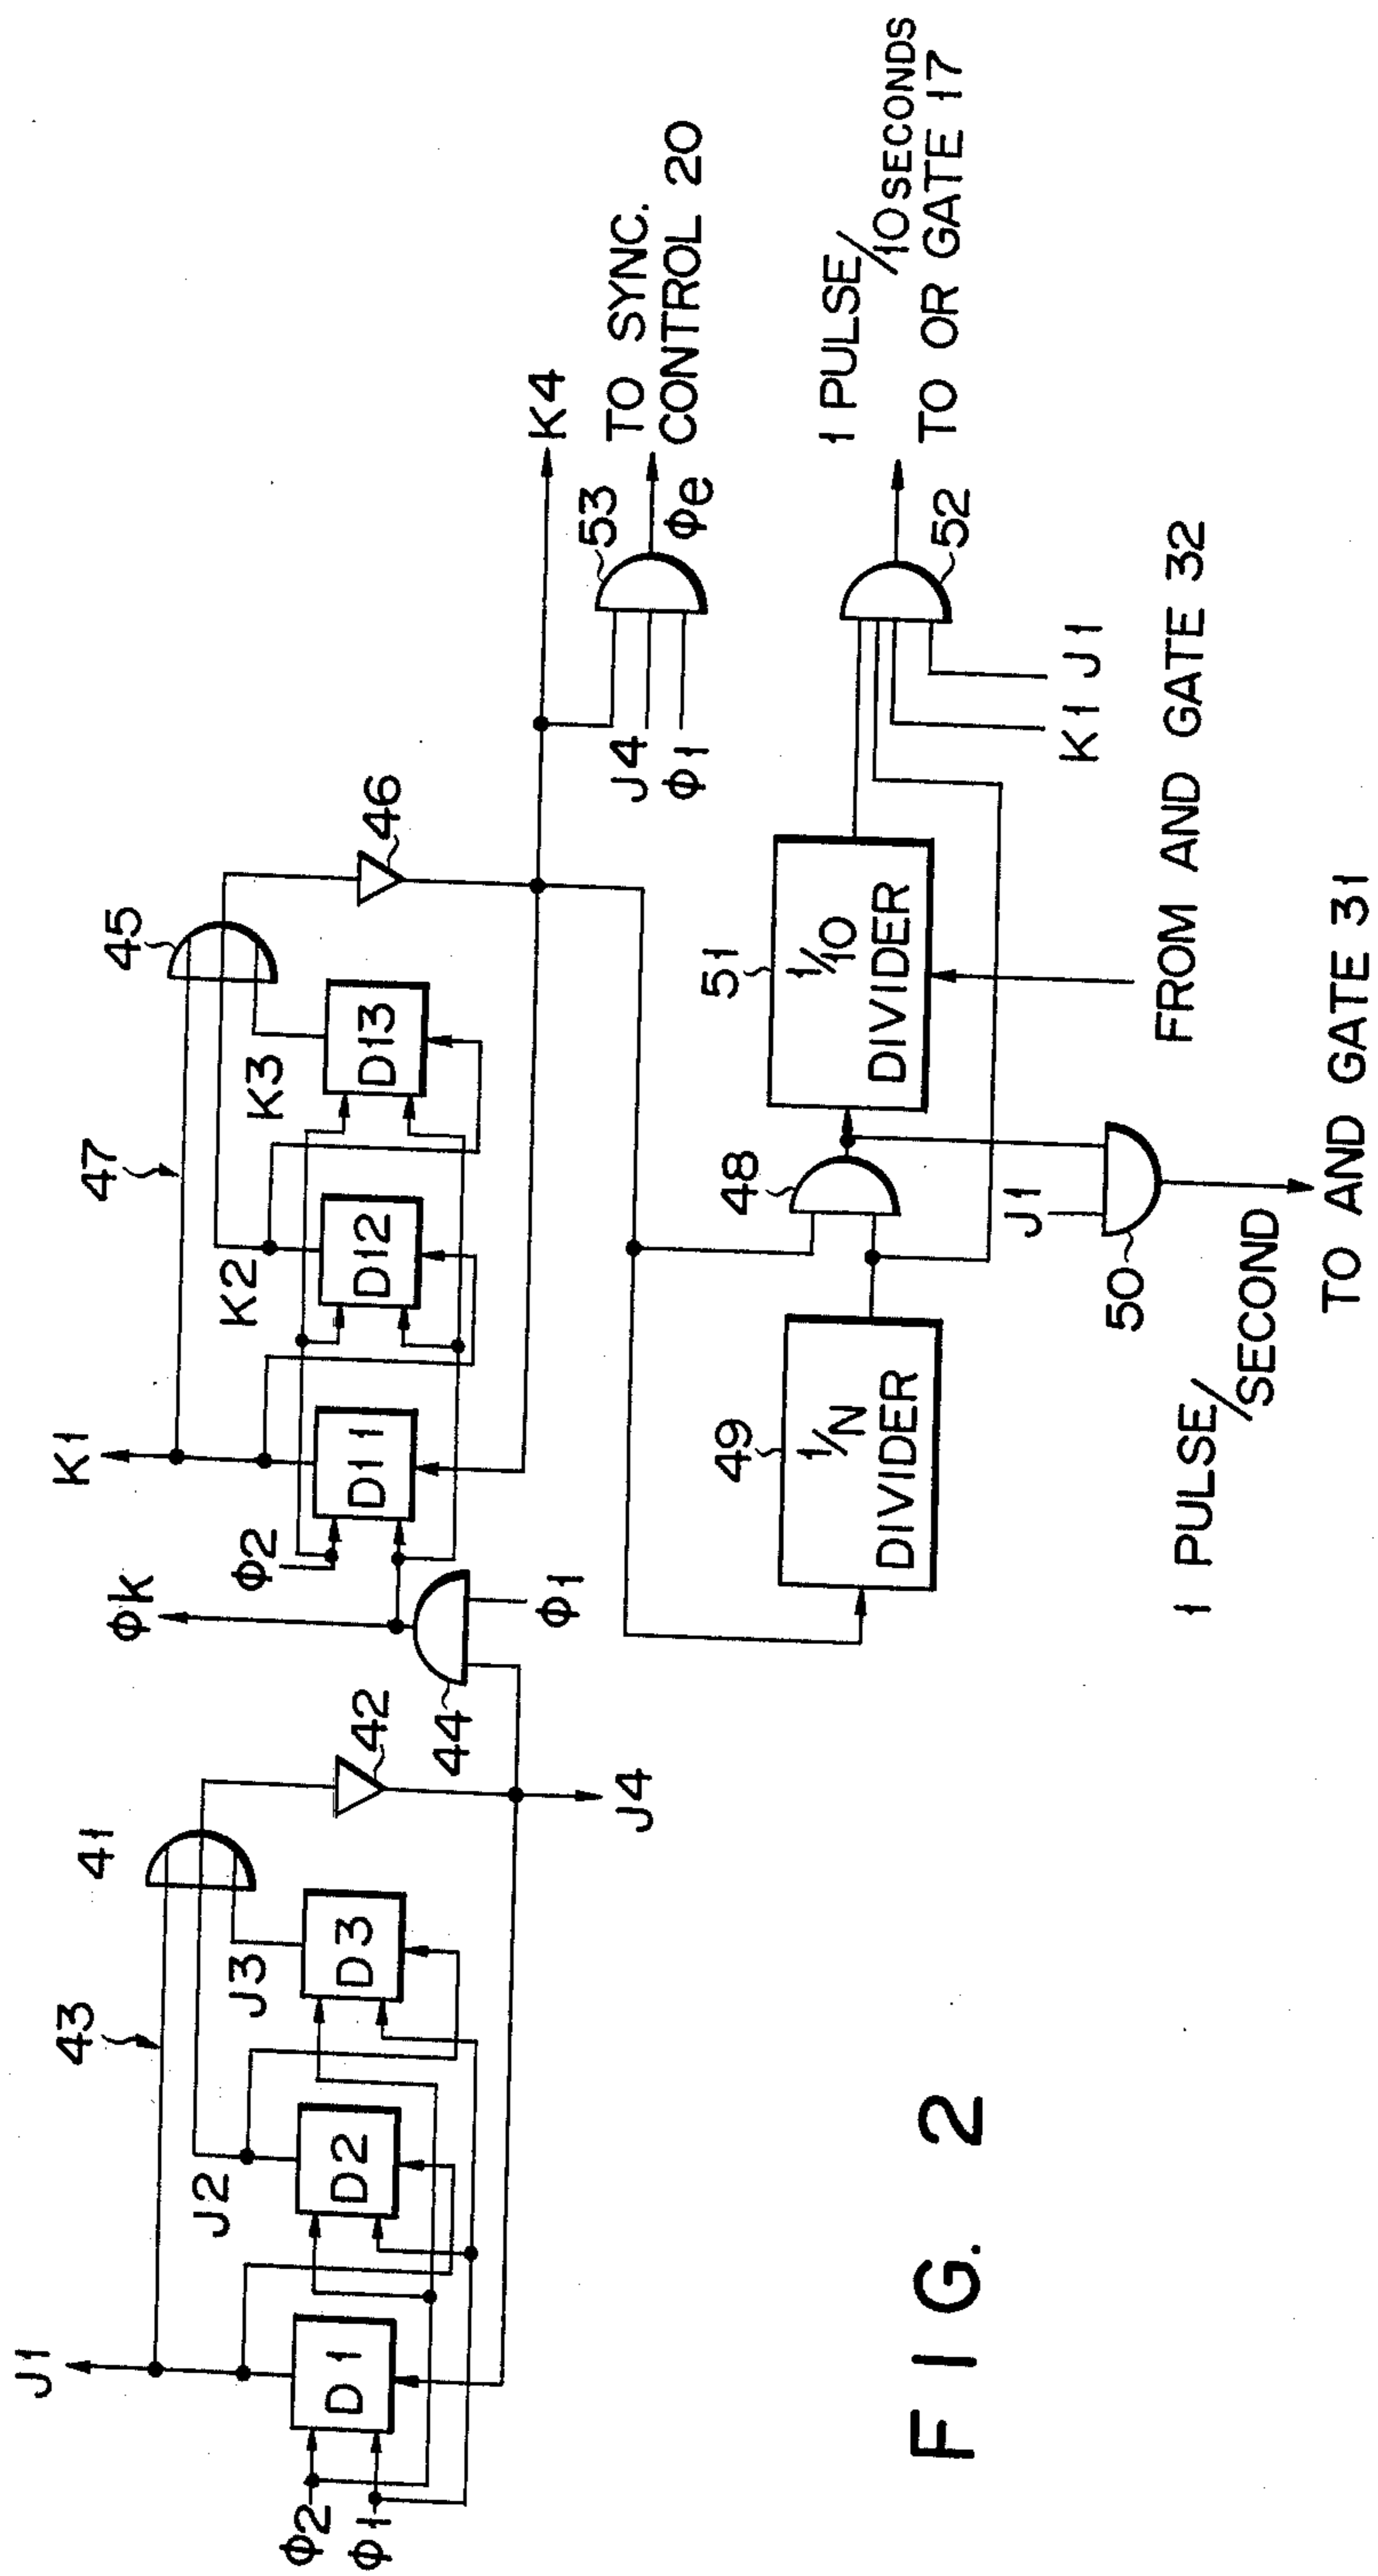 J1
43
J2
J3
41
D1
D2
D3
42
φ2
φ1
J4
44
φ1
φK
φ2
K1
47
K2
K3
45
D11
D12
D13
46
K4
53
TO SYNC.
CONTROL 20
J4
φ1
φe
49
1/N
DIVIDER
48
51
1/10
DIVIDER
1 PULSE/
10 SECONDS
TO OR GATE 17
52
K1
J1
J1
50
FROM AND GATE 32
1 PULSE/
SECOND
TO AND GATE 31
FIG. 2